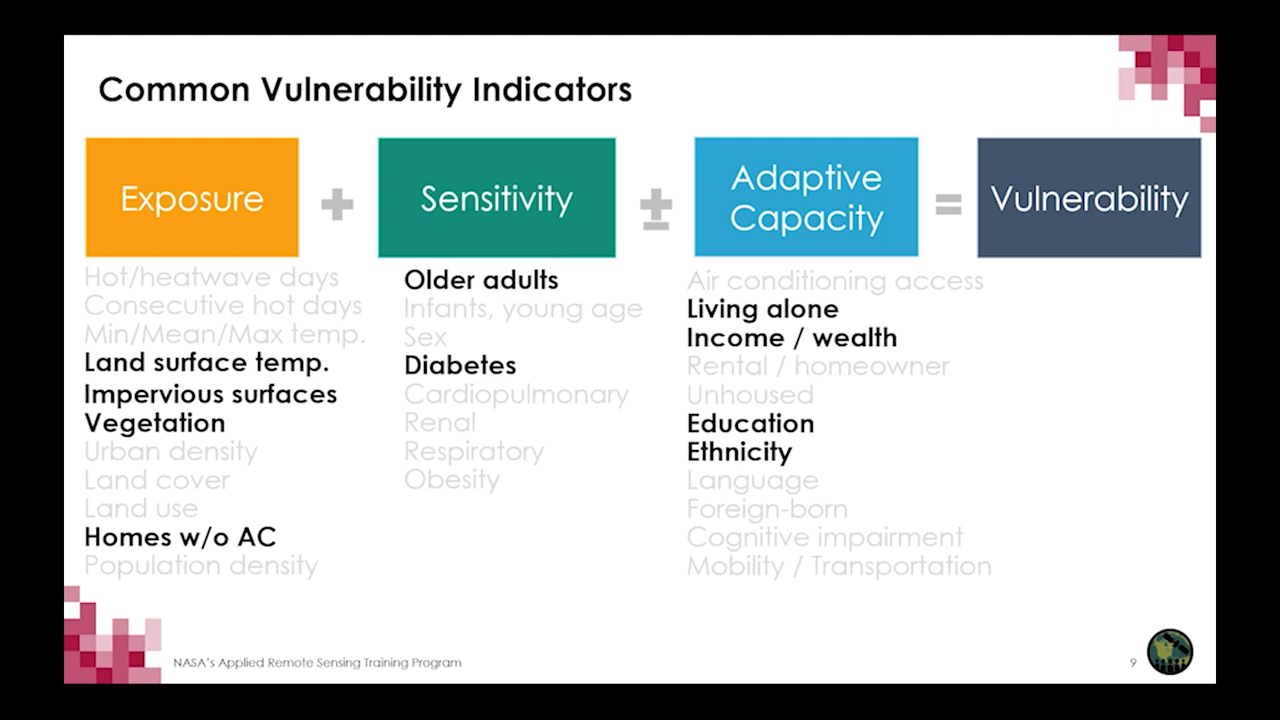 Common Vulnerability Indicators
Exposure
+
Sensitivity
±
Adaptive
Capacity
=
Vulnerability
Hot/heatwave days
Consecutive hot days
Min/Mean/Max temp.
Land surface temp.
Impervious surfaces
Vegetation
Urban density
Land cover
Land use
Homes w/o AC
Population density
Older adults
Infants, young age
Sex
Diabetes
Cardiopulmonary
Renal
Respiratory
Obesity
Air conditioning access
Living alone
Income / wealth
Rental / homeowner
Unhoused
Education
Ethnicity
Language
Foreign-born
Cognitive impairment
Mobility / Transportation
NASA's Applied Remote Sensing Training Program
9